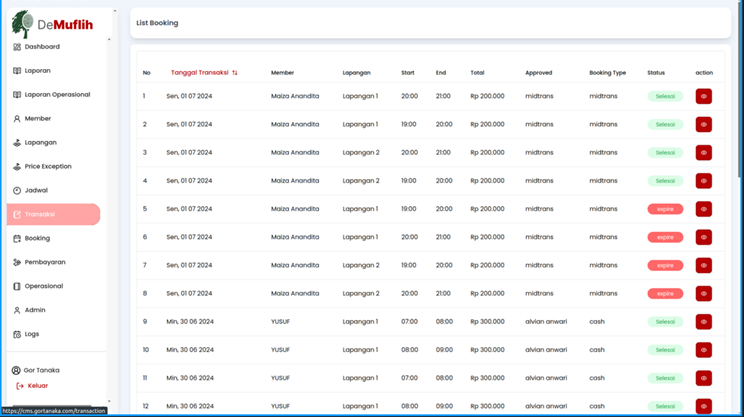 DeMuflih
Dashboard
Laporan
Laporan Operasional
Member
Lapangan
Price Exception
Jadwal
Transaksi
Booking
Pembayaran
Operasional
Admin
Logs
Gor Tanaka
Keluar
https://cms.gortanaka.com/transaction
List Booking
No Tanggal Transaksi Member Lapangan Start End Total Approved Booking Type Status action
1 Sen, 01 07 2024 Maiza Anandita Lapangan 1 20:00 21:00 Rp 200.000 midtrans midtrans Selesai
2 Sen, 01 07 2024 Maiza Anandita Lapangan 1 19:00 20:00 Rp 200.000 midtrans midtrans Selesai
3 Sen, 01 07 2024 Maiza Anandita Lapangan 2 20:00 21:00 Rp 200.000 midtrans midtrans Selesai
4 Sen, 01 07 2024 Maiza Anandita Lapangan 2 19:00 20:00 Rp 200.000 midtrans midtrans Selesai
5 Sen, 01 07 2024 Maiza Anandita Lapangan 1 19:00 20:00 Rp 200.000 midtrans midtrans expire
6 Sen, 01 07 2024 Maiza Anandita Lapangan 1 20:00 21:00 Rp 200.000 midtrans midtrans expire
7 Sen, 01 07 2024 Maiza Anandita Lapangan 2 19:00 20:00 Rp 200.000 midtrans midtrans expire
8 Sen, 01 07 2024 Maiza Anandita Lapangan 2 20:00 21:00 Rp 200.000 midtrans midtrans expire
9 Min, 30 06 2024 YUSUF Lapangan 1 07:00 08:00 Rp 300.000 alvian anwari cash Selesai
10 Min, 30 06 2024 YUSUF Lapangan 1 08:00 09:00 Rp 300.000 alvian anwari cash Selesai
11 Min, 30 06 2024 YUSUF Lapangan 1 07:00 08:00 Rp 300.000 alvian anwari cash Selesai
12 Min, 30 06 2024 YUSUF Lapangan 1 08:00 09:00 Rp 300.000 alvian anwari cash Selesai